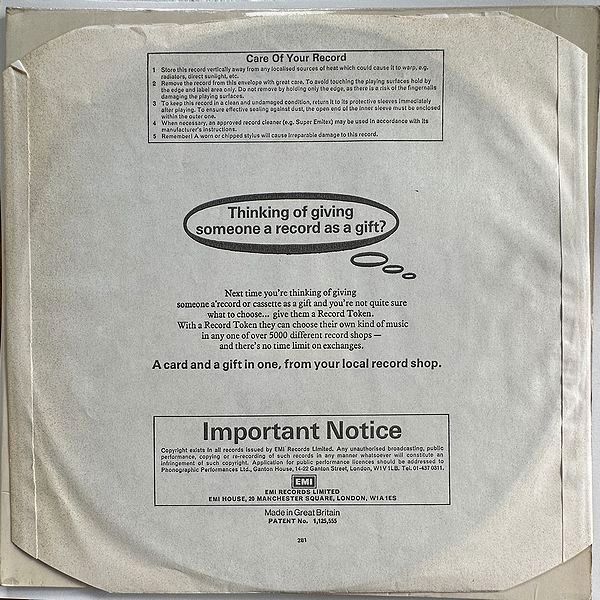 Care Of Your Record
1 Store this record vertically away from any localised sources of heat which could cause it to warp, e.g.
radiators, direct sunlight, etc.
2 Remove the record from this envelope with great care. To avoid touching the playing surfaces hold by
the edge and label area only. Do not remove by holding only the edge, as there is a risk of the fingernails
damaging the playing surfaces.
3 To keep this record in a clean and undamaged condition, return it to its protective sleeves immediately
after playing. To ensure effective sealing against dust, the open end of the inner sleeve must be enclosed
within the outer one.
4 When necessary, an approved record cleaner (e.g. Super Emitex) may be used in accordance with its
manufacturer's instructions.
5 Remember! A worn or chipped stylus will cause irreparable damage to this record.
Thinking of giving
someone a record as a gift?
Next time you're thinking of giving
someone a record or cassette as a gift and you're not quite sure
what to choose... give them a Record Token.
With a Record Token they can choose their own kind of music
in any one of over 5000 different record shops —
and there's no time limit on exchanges.
A card and a gift in one, from your local record shop.
Important Notice
Copyright exists in all records issued by EMI Records Limited. Any unauthorised broadcasting, public
performance, copying or re-recording of such records in any manner whatsoever will constitute an
infringement of such copyright. Application for public performance licences should be addressed to
Phonographic Performances Ltd., Ganton House, 14-22 Ganton Street, London, W1V 1LB. Tel. 01-437 0311.
EMI
EMI RECORDS LIMITED
EMI HOUSE, 20 MANCHESTER SQUARE, LONDON, W1A 1ES
Made in Great Britain
PATENT No. 1,125,555
281